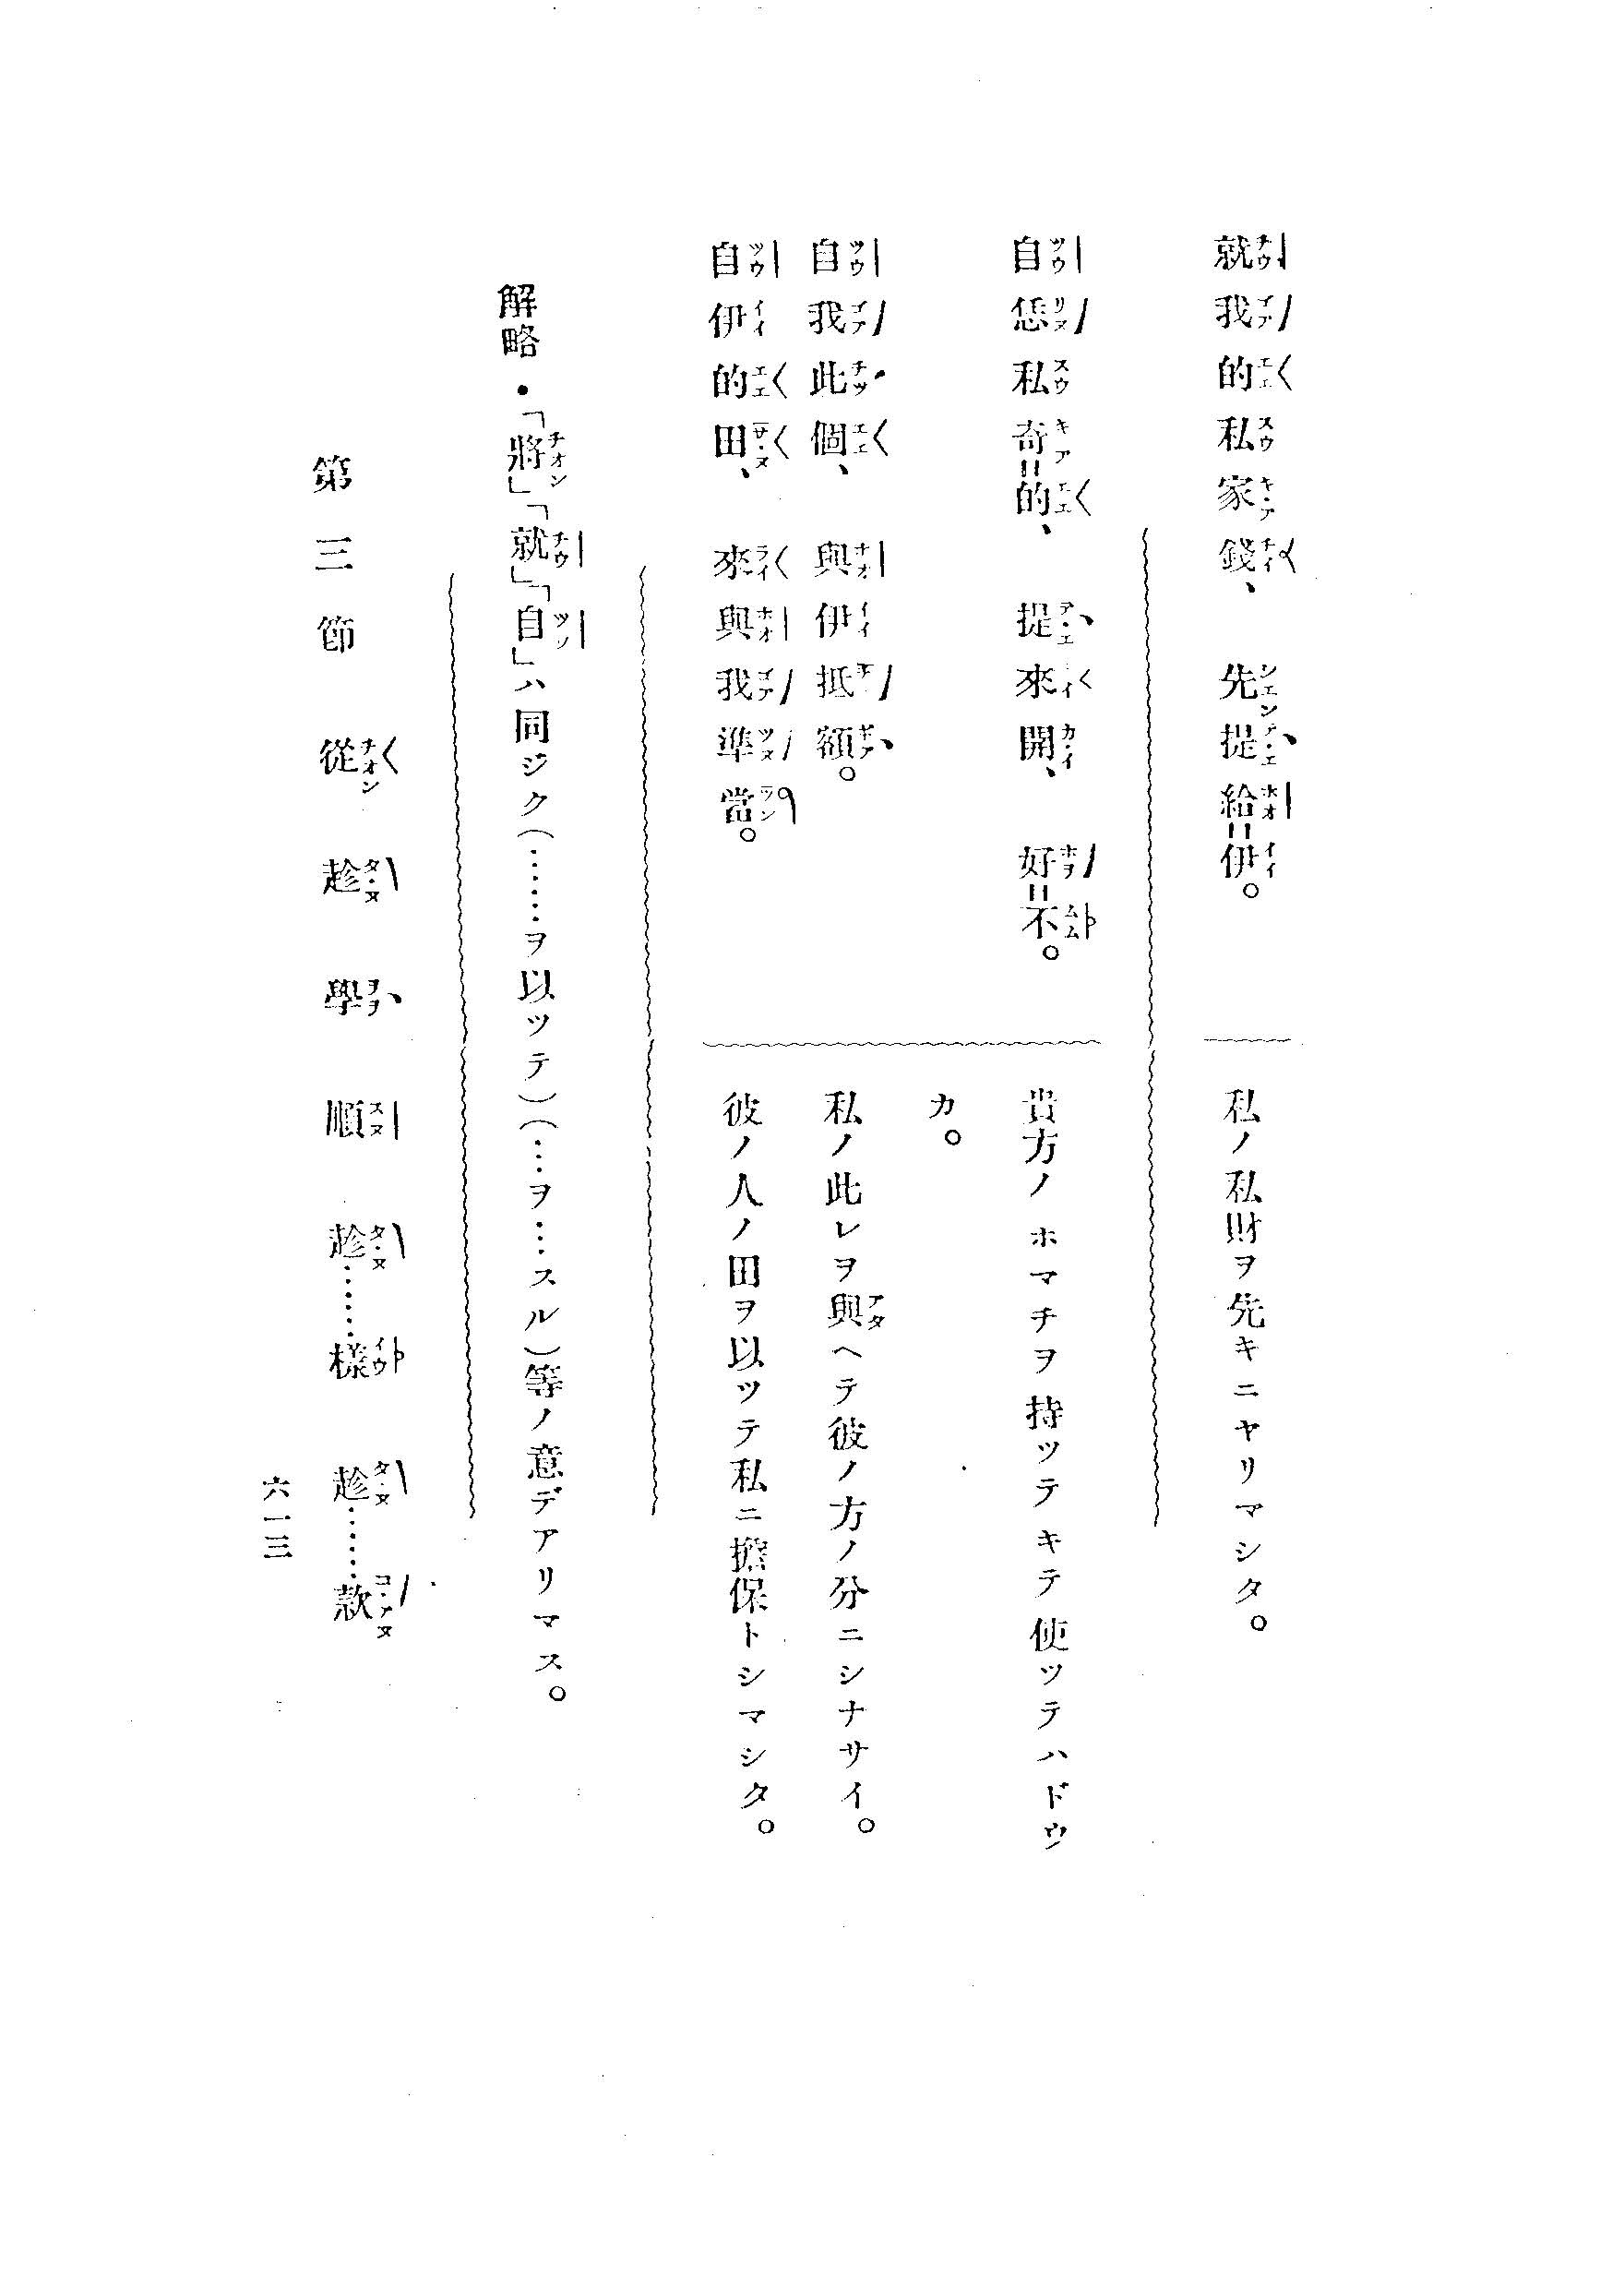 就我的私家錢、先提給=伊。
私ノ私財ヲ先キニヤリマシタ。
自恁私奇=的、提來開、好=不。
貴方ノホマチヲ持ツテキテ使ツテハドウ
カ。
自我此個、與伊抵額。
私ノ此レヲ與ヘテ彼ノ方ノ分ニシナサイ。
自伊的田、來與我準當。
彼ノ人ノ田ヲ以ツテ私ニ擔保トシマシタ。
解略・「將」「就」「自」ハ同ジク(……ヲ以ツテ)(…ヲ…スル)等ノ意デアリマス。
第三節 從 趁 學 順 趁……樣 趁……款
六一三